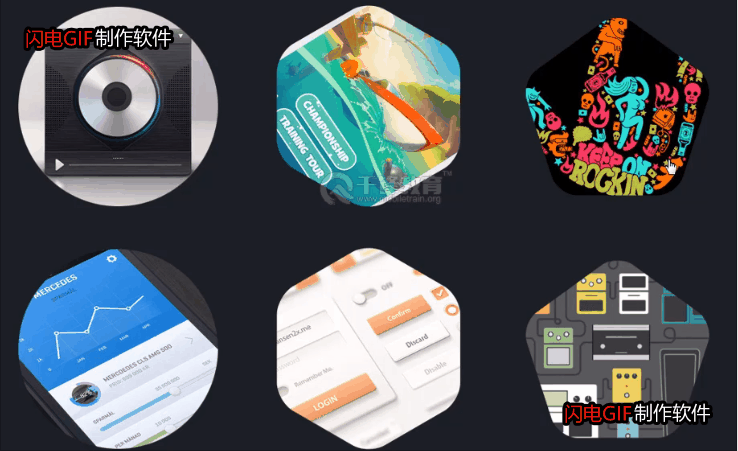 闪电GIF制作软件
CHAMPIONSHIP
TRAINING TOUR
千锋教育
TM
www.mobiletrain.org
KEEP ON
ROCKIN
MERCEDES
MERCEDES CLS AMG 500
OFF
Confirm
Discard
Disable
Remember Me
LOGIN
闪电GIF制作软件